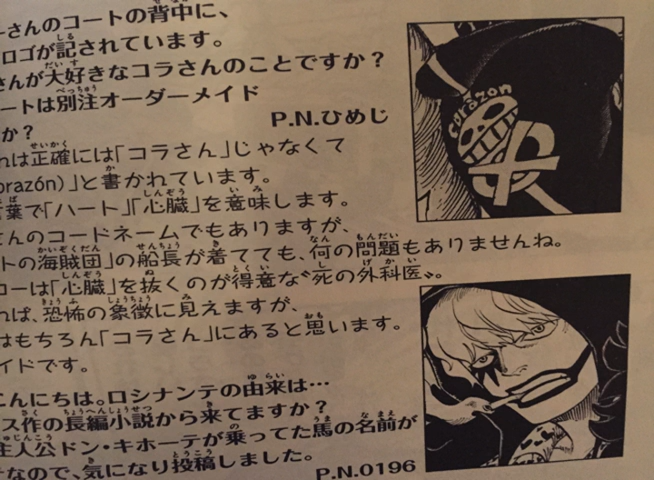 ーさんのコートの背中に、
ロゴが記されています。
さんが大好きなコラさんのことですか？
ートは別注オーダーメイド
か？
P.N.ひめじ
れは正確には「コラさん」じゃなくて
orazón)」と書かれています。
葉で「ハート」「心臓」を意味します。
さんのコードネームでもありますが、
トの海賊団」の船長が着てても、何の問題もありませんね。
ローは「心臓」を抜くのが得意な〝死の外科医〟。
れば、恐怖の象徴に見えますが、
はもちろん「コラさん」にあると思います。
イドです。
こんにちは。ロシナンテの由来は…
ス作の長編小説から来てますか？
主人公ドン・キホーテが乗ってた馬の名前が
なので、気になり投稿しました。
P.N.0196
corazon